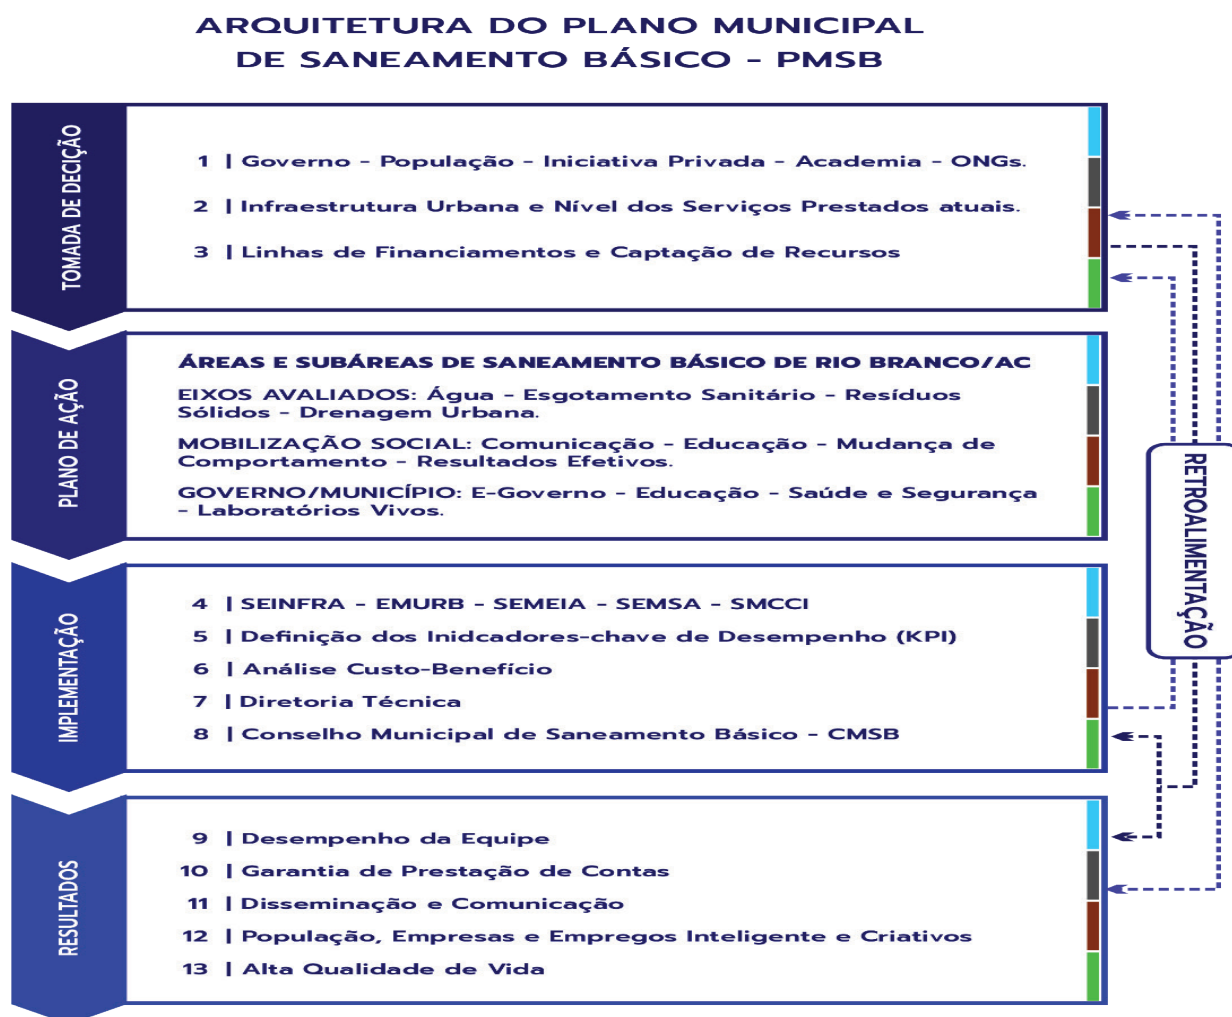 ARQUITETURA DO PLANO MUNICIPAL
DE SANEAMENTO BÁSICO - PMSB
TOMADA DE DECIÇÃO
1 | Governo - População - Iniciativa Privada - Academia - ONGs.
2 | Infraestrutura Urbana e Nível dos Serviços Prestados atuais.
3 | Linhas de Financiamentos e Captação de Recursos
PLANO DE AÇÃO
ÁREAS E SUBÁREAS DE SANEAMENTO BÁSICO DE RIO BRANCO/AC
EIXOS AVALIADOS: Água - Esgotamento Sanitário - Resíduos
Sólidos - Drenagem Urbana.
MOBILIZAÇÃO SOCIAL: Comunicação - Educação - Mudança de
Comportamento - Resultados Efetivos.
GOVERNO/MUNICÍPIO: E-Governo - Educação - Saúde e Segurança
- Laboratórios Vivos.
RETROALIMENTAÇÃO
IMPLEMENTAÇÃO
4 | SEINFRA - EMURB - SEMEIA - SEMSA - SMCCI
5 | Definição dos Inidcadores-chave de Desempenho (KPI)
6 | Análise Custo-Benefício
7 | Diretoria Técnica
8 | Conselho Municipal de Saneamento Básico - CMSB
RESULTADOS
9 | Desempenho da Equipe
10 | Garantia de Prestação de Contas
11 | Disseminação e Comunicação
12 | População, Empresas e Empregos Inteligente e Criativos
13 | Alta Qualidade de Vida